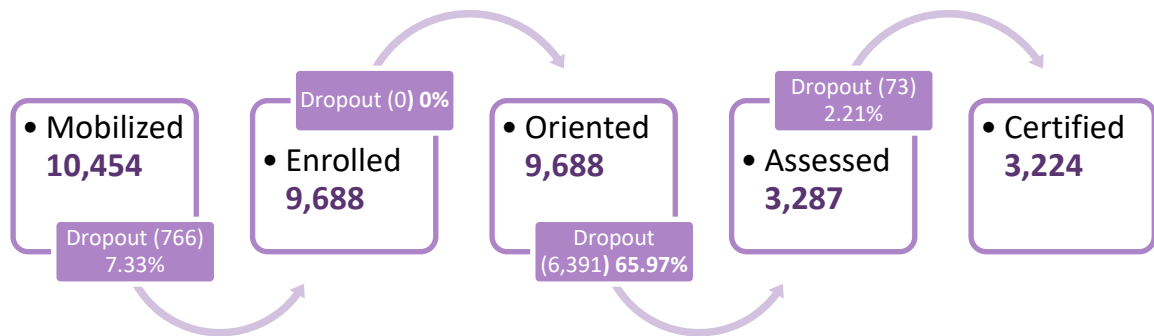 • Mobilized
10,454
Dropout (766)
7.33%
Dropout (0) 0%
• Enrolled
9,688
• Oriented
9,688
Dropout
(6,391) 65.97%
Dropout (73)
2.21%
• Assessed
3,287
• Certified
3,224